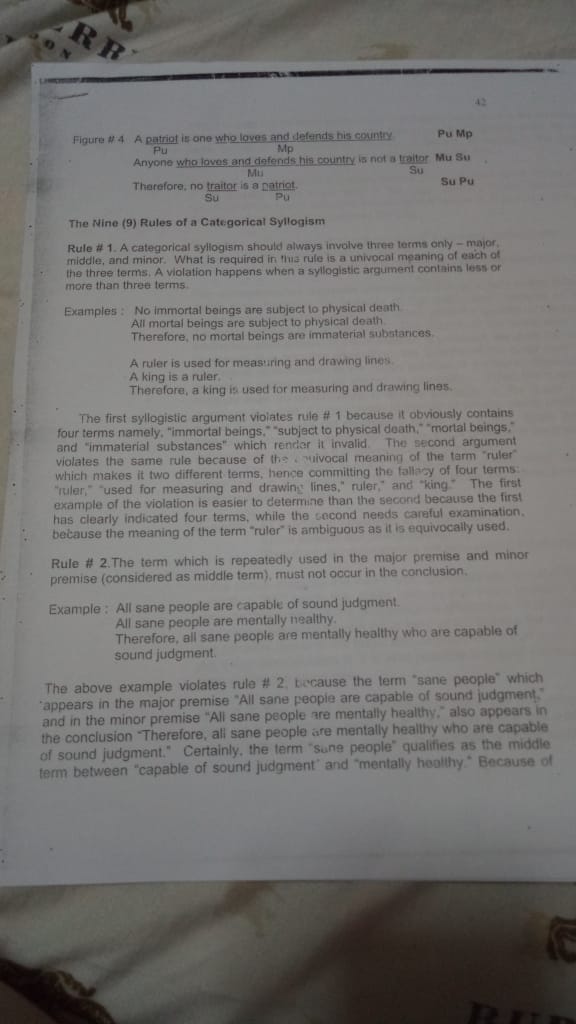 42
Figure # 4 A patriot is one who loves and defends his country. Pu Mp
Pu Mp
Anyone who loves and defends his country is not a traitor Mu Su
Mu Su
Therefore, no traitor is a patriot. Su Pu
Su Pu
The Nine (9) Rules of a Categorical Syllogism
Rule # 1. A categorical syllogism should always involve three terms only – major,
middle, and minor. What is required in this rule is a univocal meaning of each of
the three terms. A violation happens when a syllogistic argument contains less or
more than three terms.
Examples : No immortal beings are subject to physical death.
All mortal beings are subject to physical death.
Therefore, no mortal beings are immaterial substances.
A ruler is used for measuring and drawing lines.
A king is a ruler.
Therefore, a king is used for measuring and drawing lines.
The first syllogistic argument violates rule # 1 because it obviously contains
four terms namely, "immortal beings," "subject to physical death," "mortal beings,"
and "immaterial substances" which render it invalid. The second argument
violates the same rule because of the equivocal meaning of the term "ruler"
which makes it two different terms, hence committing the fallacy of four terms:
"ruler," "used for measuring and drawing lines," ruler," and "king." The first
example of the violation is easier to determine than the second because the first
has clearly indicated four terms, while the second needs careful examination,
because the meaning of the term "ruler" is ambiguous as it is equivocally used.
Rule # 2.The term which is repeatedly used in the major premise and minor
premise (considered as middle term), must not occur in the conclusion.
Example : All sane people are capable of sound judgment.
All sane people are mentally healthy.
Therefore, all sane people are mentally healthy who are capable of
sound judgment.
The above example violates rule # 2, because the term "sane people" which
appears in the major premise "All sane people are capable of sound judgment,"
and in the minor premise "All sane people are mentally healthy," also appears in
the conclusion "Therefore, all sane people are mentally healthy who are capable
of sound judgment." Certainly, the term "sane people" qualifies as the middle
term between "capable of sound judgment" and "mentally healthy." Because of